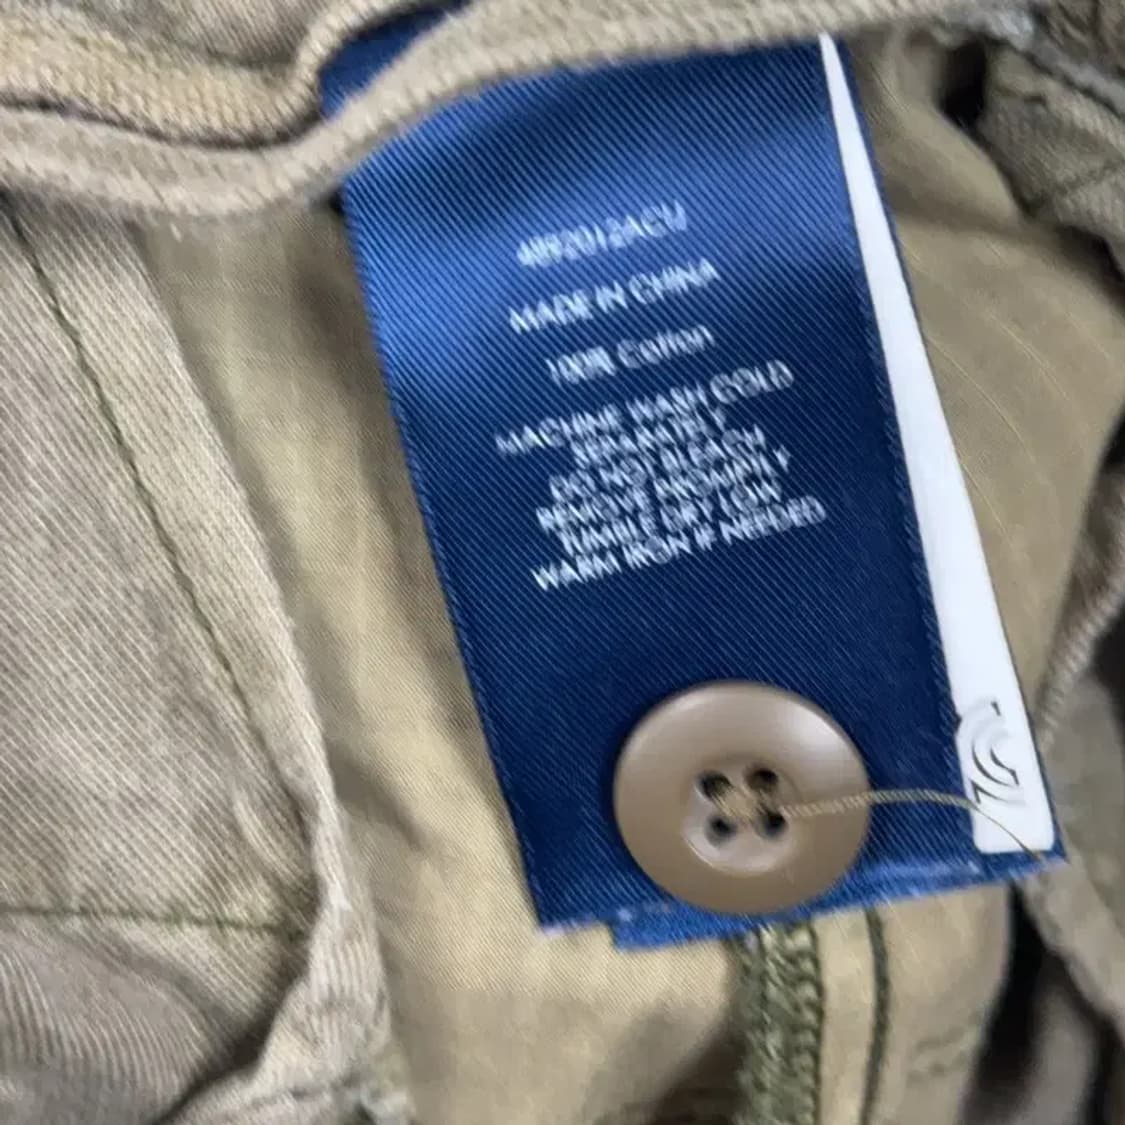 MADE IN CHINA
100% Cotton
MACHINE WASH COLD
SEPARATELY
DO NOT BLEACH
REMOVE PROMPTLY
TUMBLE DRY LOW
WARM IRON IF NEEDED